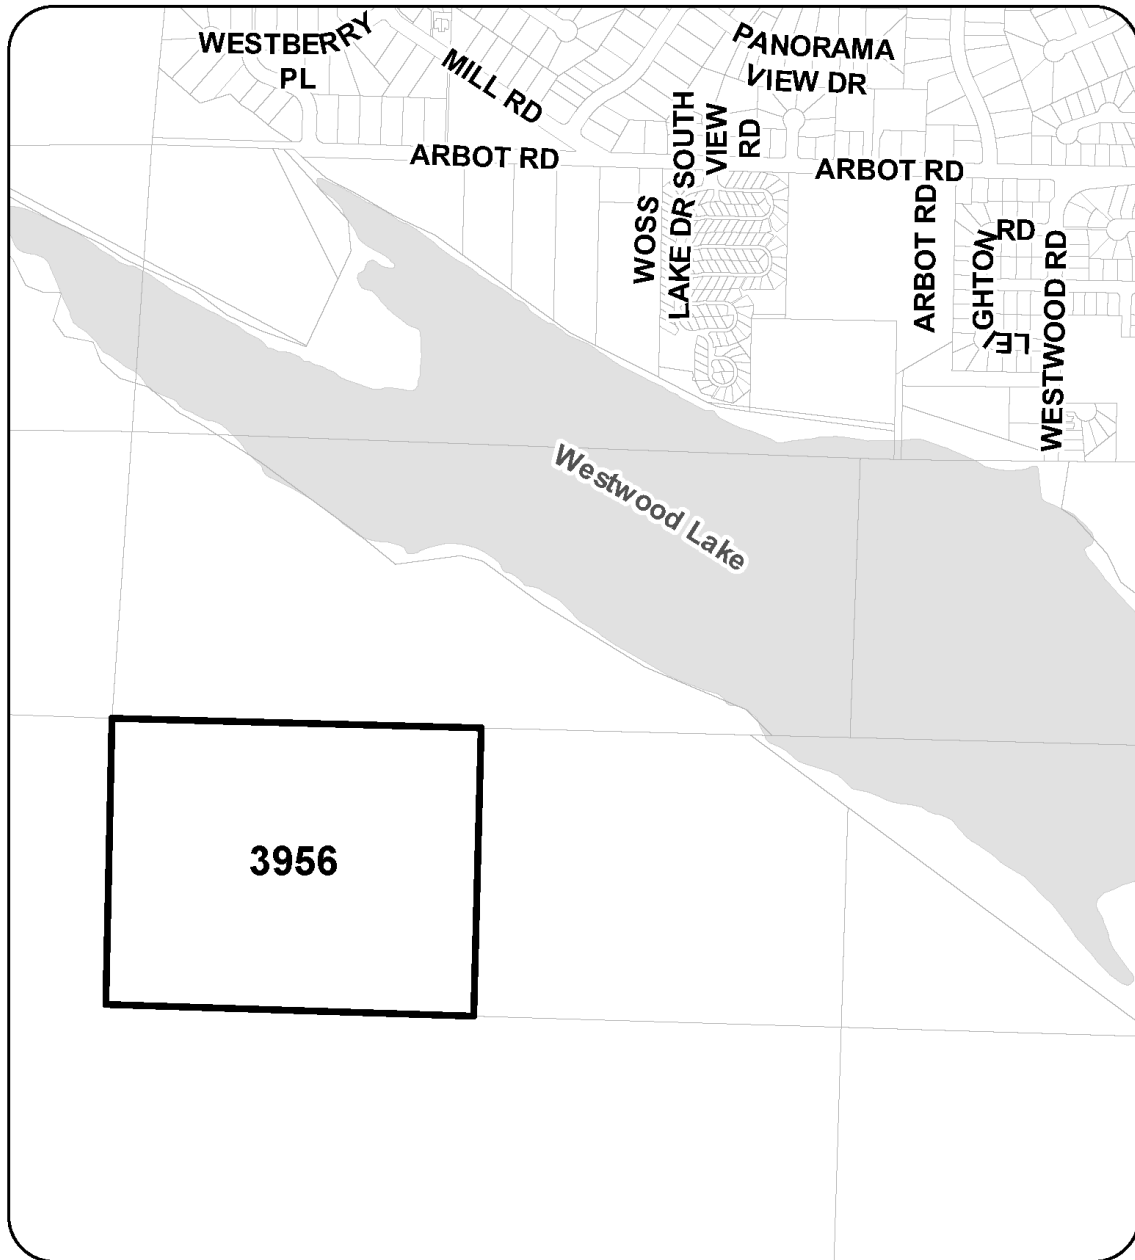 WESTBERRY
PL
MILL RD
PANORAMA
VIEW DR
ARBOT RD
SOUTH
VIEW
RD
ARBOT RD
WOSS
LAKE DR
ARBOT RD
LEIGHTON
RD
WESTWOOD RD
Westwood Lake
3956